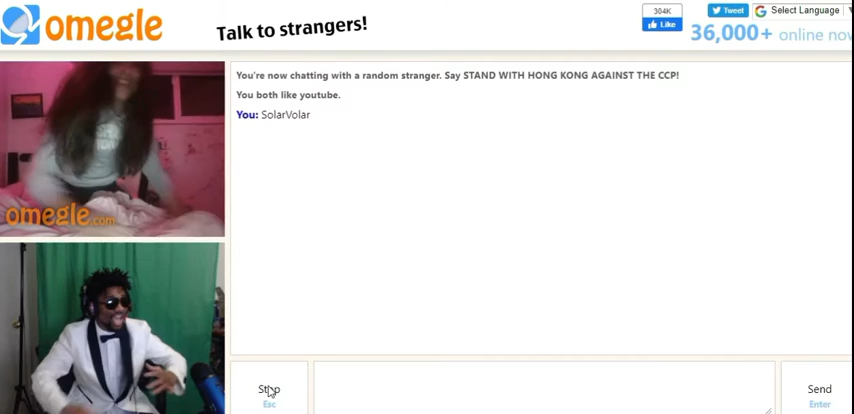 omegle
Talk to strangers!
304K
Like
Tweet
Select Language
36,000+ online now
You're now chatting with a random stranger. Say STAND WITH HONG KONG AGAINST THE CCP!
You both like youtube.
You: SolarVolar
omegle.com
Stop
Esc
Send
Enter